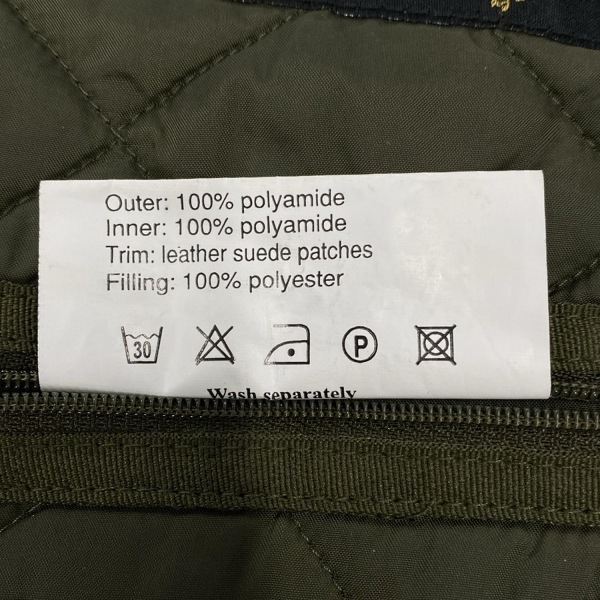 Outer: 100% polyamide
Inner: 100% polyamide
Trim: leather suede patches
Filling: 100% polyester
30 P
Wash separately